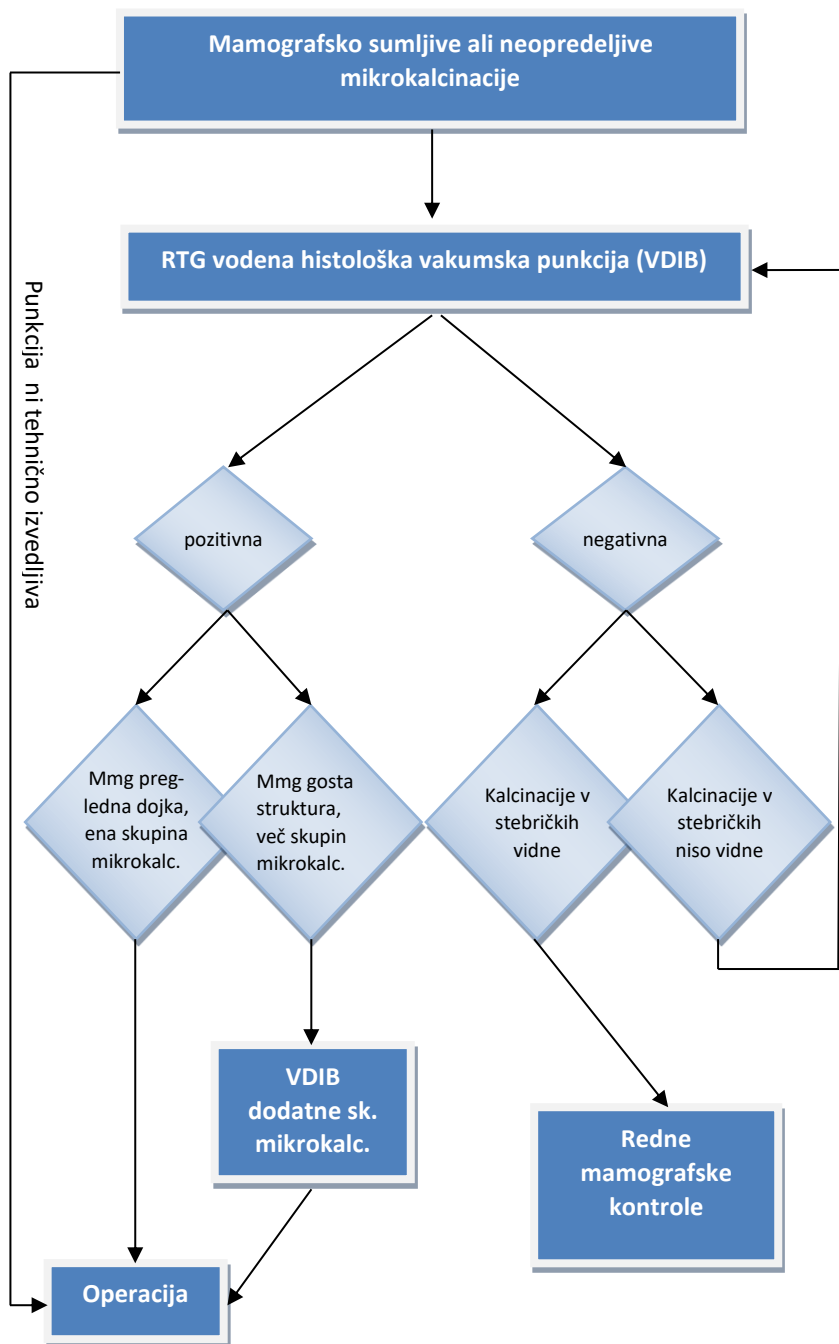 Mamografsko sumljive ali neopredeljive
mikrokalcinacije
RTG vodena histološka vakumska punkcija (VDIB)
Punkcija ni tehnično izvedljiva
pozitivna
negativna
Mmg preg-
ledna dojka,
ena skupina
mikrokalc.
Mmg gosta
struktura,
več skupin
mikrokalc.
Kalcinacije v
stebričkih
vidne
Kalcinacije v
stebričkih
niso vidne
VDIB
dodatne sk.
mikrokalc.
Redne
mamografske
kontrole
Operacija